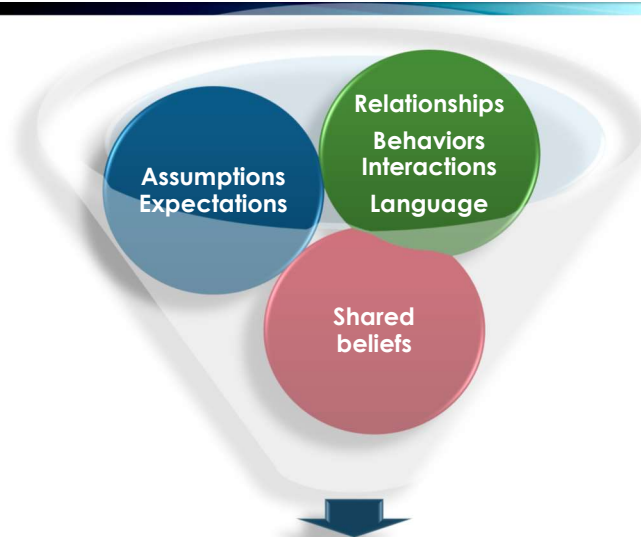 Assumptions
Expectations
Relationships
Behaviors
Interactions
Language
Shared
beliefs